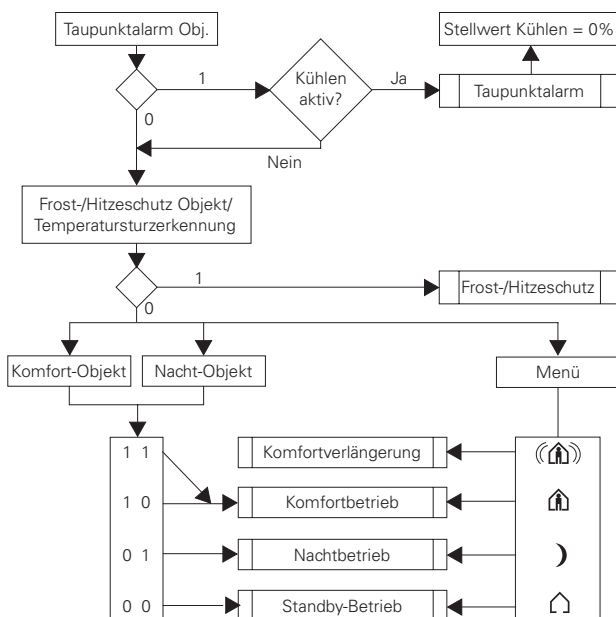 Taupunktalarm Obj.
Stellwert Kühlen = 0%
1
Kühlen
aktiv?
Ja
Taupunktalarm
0
Nein
Frost-/Hitzeschutz Objekt/
Temperatursturzerkennung
1
Frost-/Hitzeschutz
0
Komfort-Objekt
Nacht-Objekt
Menü
1 1
Komfortverlängerung
1 0
Komfortbetrieb
0 1
Nachtbetrieb
0 0
Standby-Betrieb